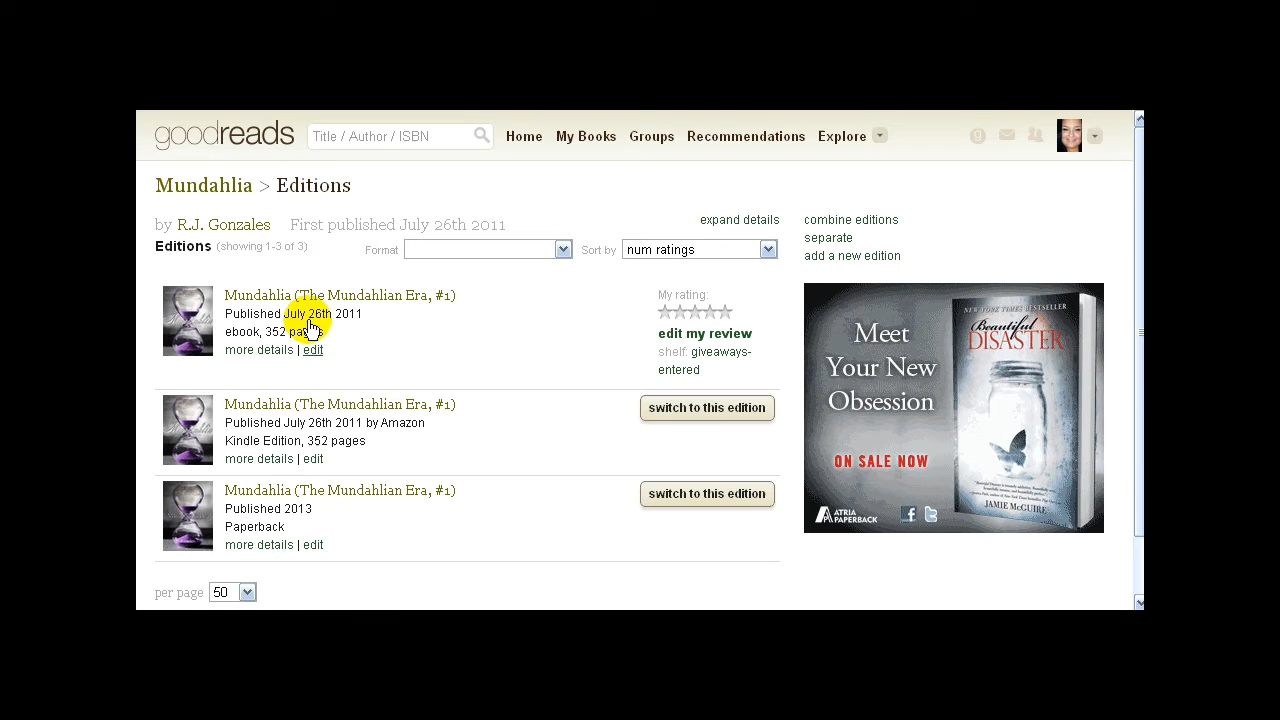 goodreads Title / Author / ISBN Home My Books Groups Recommendations Explore
Mundahlia > Editions
by R.J. Gonzales First published July 26th 2011 expand details
Editions (showing 1-3 of 3) Format Sort by num ratings
combine editions
separate
add a new edition
Mundahlia (The Mundahlian Era, #1)
Published July 26th 2011
ebook, 352 pages
more details | edit
My rating:
edit my review
shelf: giveaways-
entered
Mundahlia (The Mundahlian Era, #1)
Published July 26th 2011 by Amazon
Kindle Edition, 352 pages
more details | edit
switch to this edition
Mundahlia (The Mundahlian Era, #1)
Published 2013
Paperback
more details | edit
switch to this edition
per page 50
Meet
Your New
Obsession
ON SALE NOW
ATRIA
PAPERBACK
NEW YORK TIMES BESTSELLER
Beautiful
DISASTER
JAMIE McGUIRE